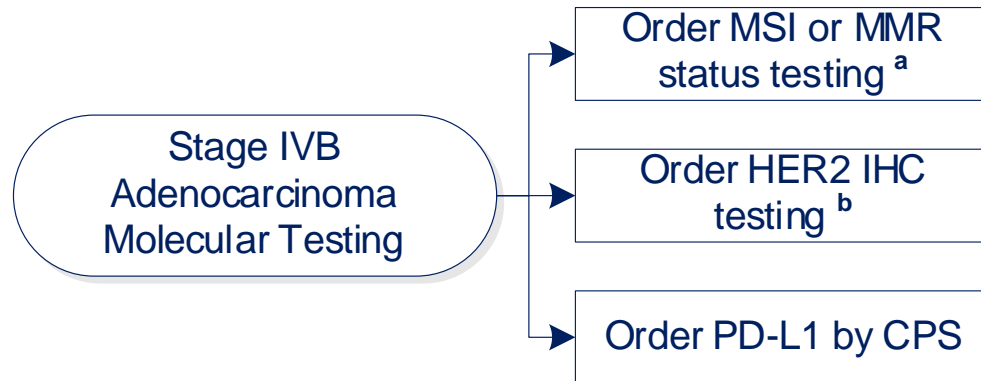 Stage IVB
Adenocarcinoma
Molecular Testing
Order MSI or MMR
status testing a
Order HER2 IHC
testing b
Order PD-L1 by CPS